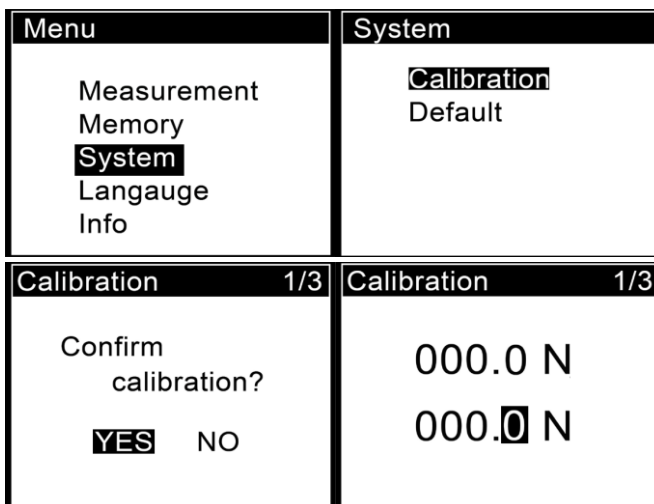 Menu
Measurement
Memory
System
Langauge
Info
System
Calibration
Default
Calibration 1/3
Confirm
calibration?
YES NO
Calibration 1/3
000.0 N
000.0 N